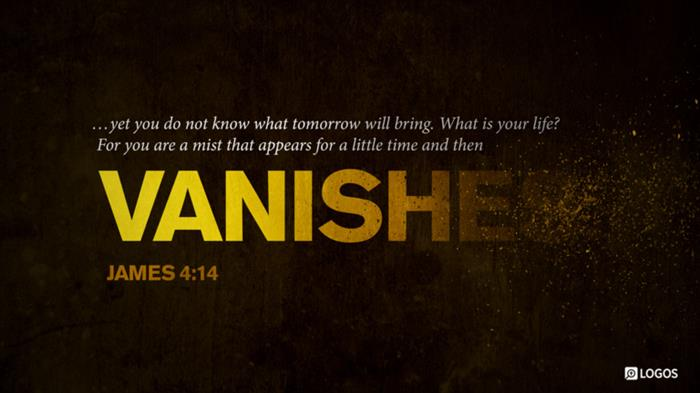 …yet you do not know what tomorrow will bring. What is your life?
For you are a mist that appears for a little time and then
VANISHES
JAMES 4:14
LOGOS